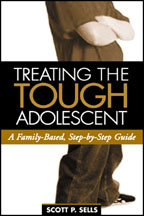 TREATING THE
TOUGH
ADOLESCENT
A Family-Based, Step-by-Step Guide
SCOTT P. SELLS